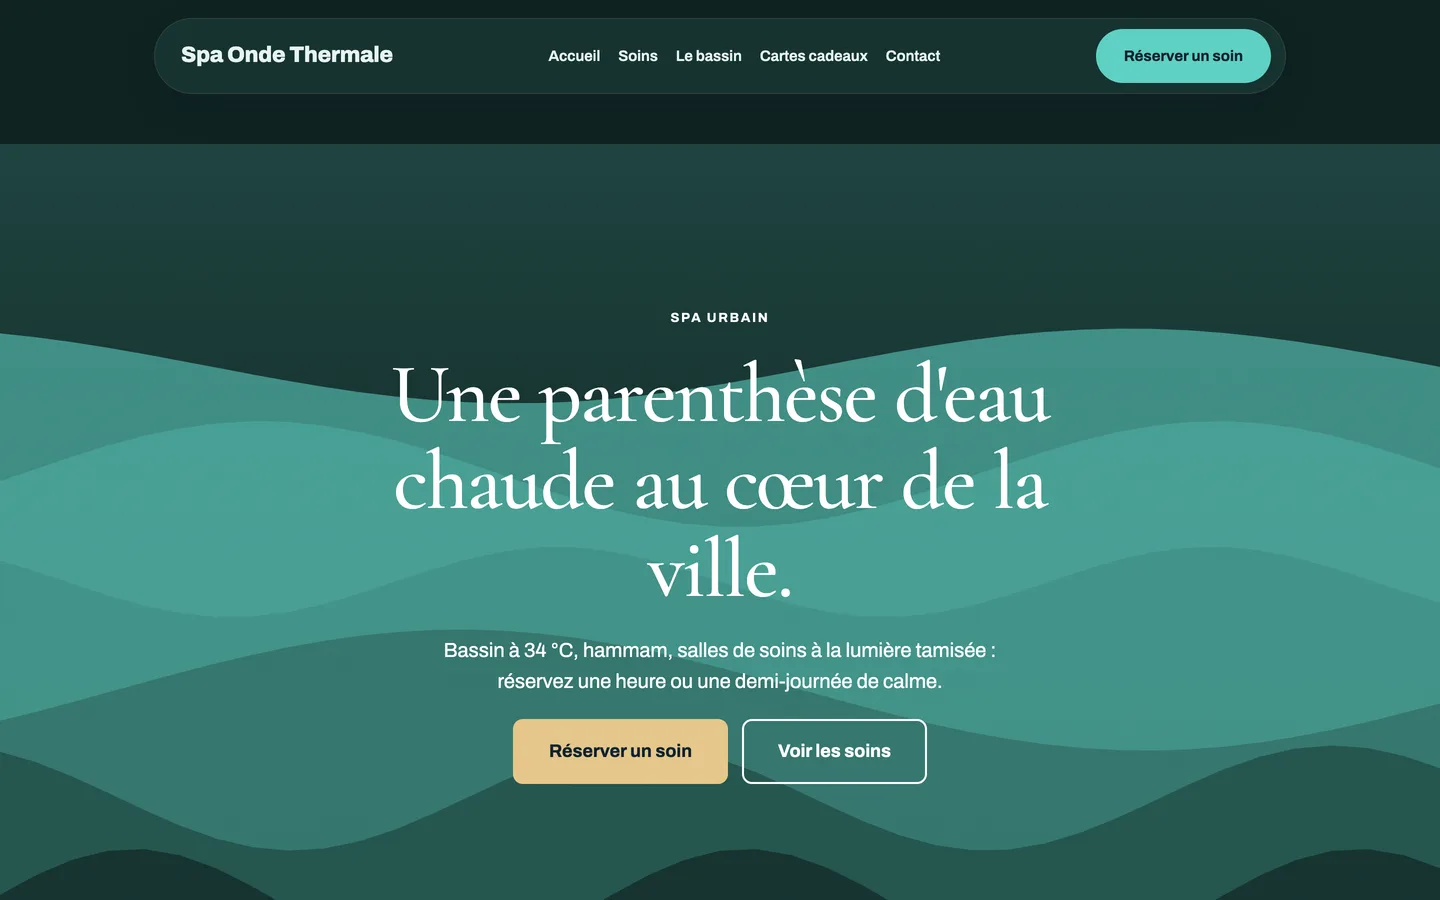 Spa Onde Thermale
Accueil Soins Le bassin Cartes cadeaux Contact
Réserver un soin
SPA URBAIN
Une parenthèse d'eau
chaude au cœur de la
ville.
Bassin à 34 °C, hammam, salles de soins à la lumière tamisée :
réservez une heure ou une demi-journée de calme.
Réserver un soin
Voir les soins